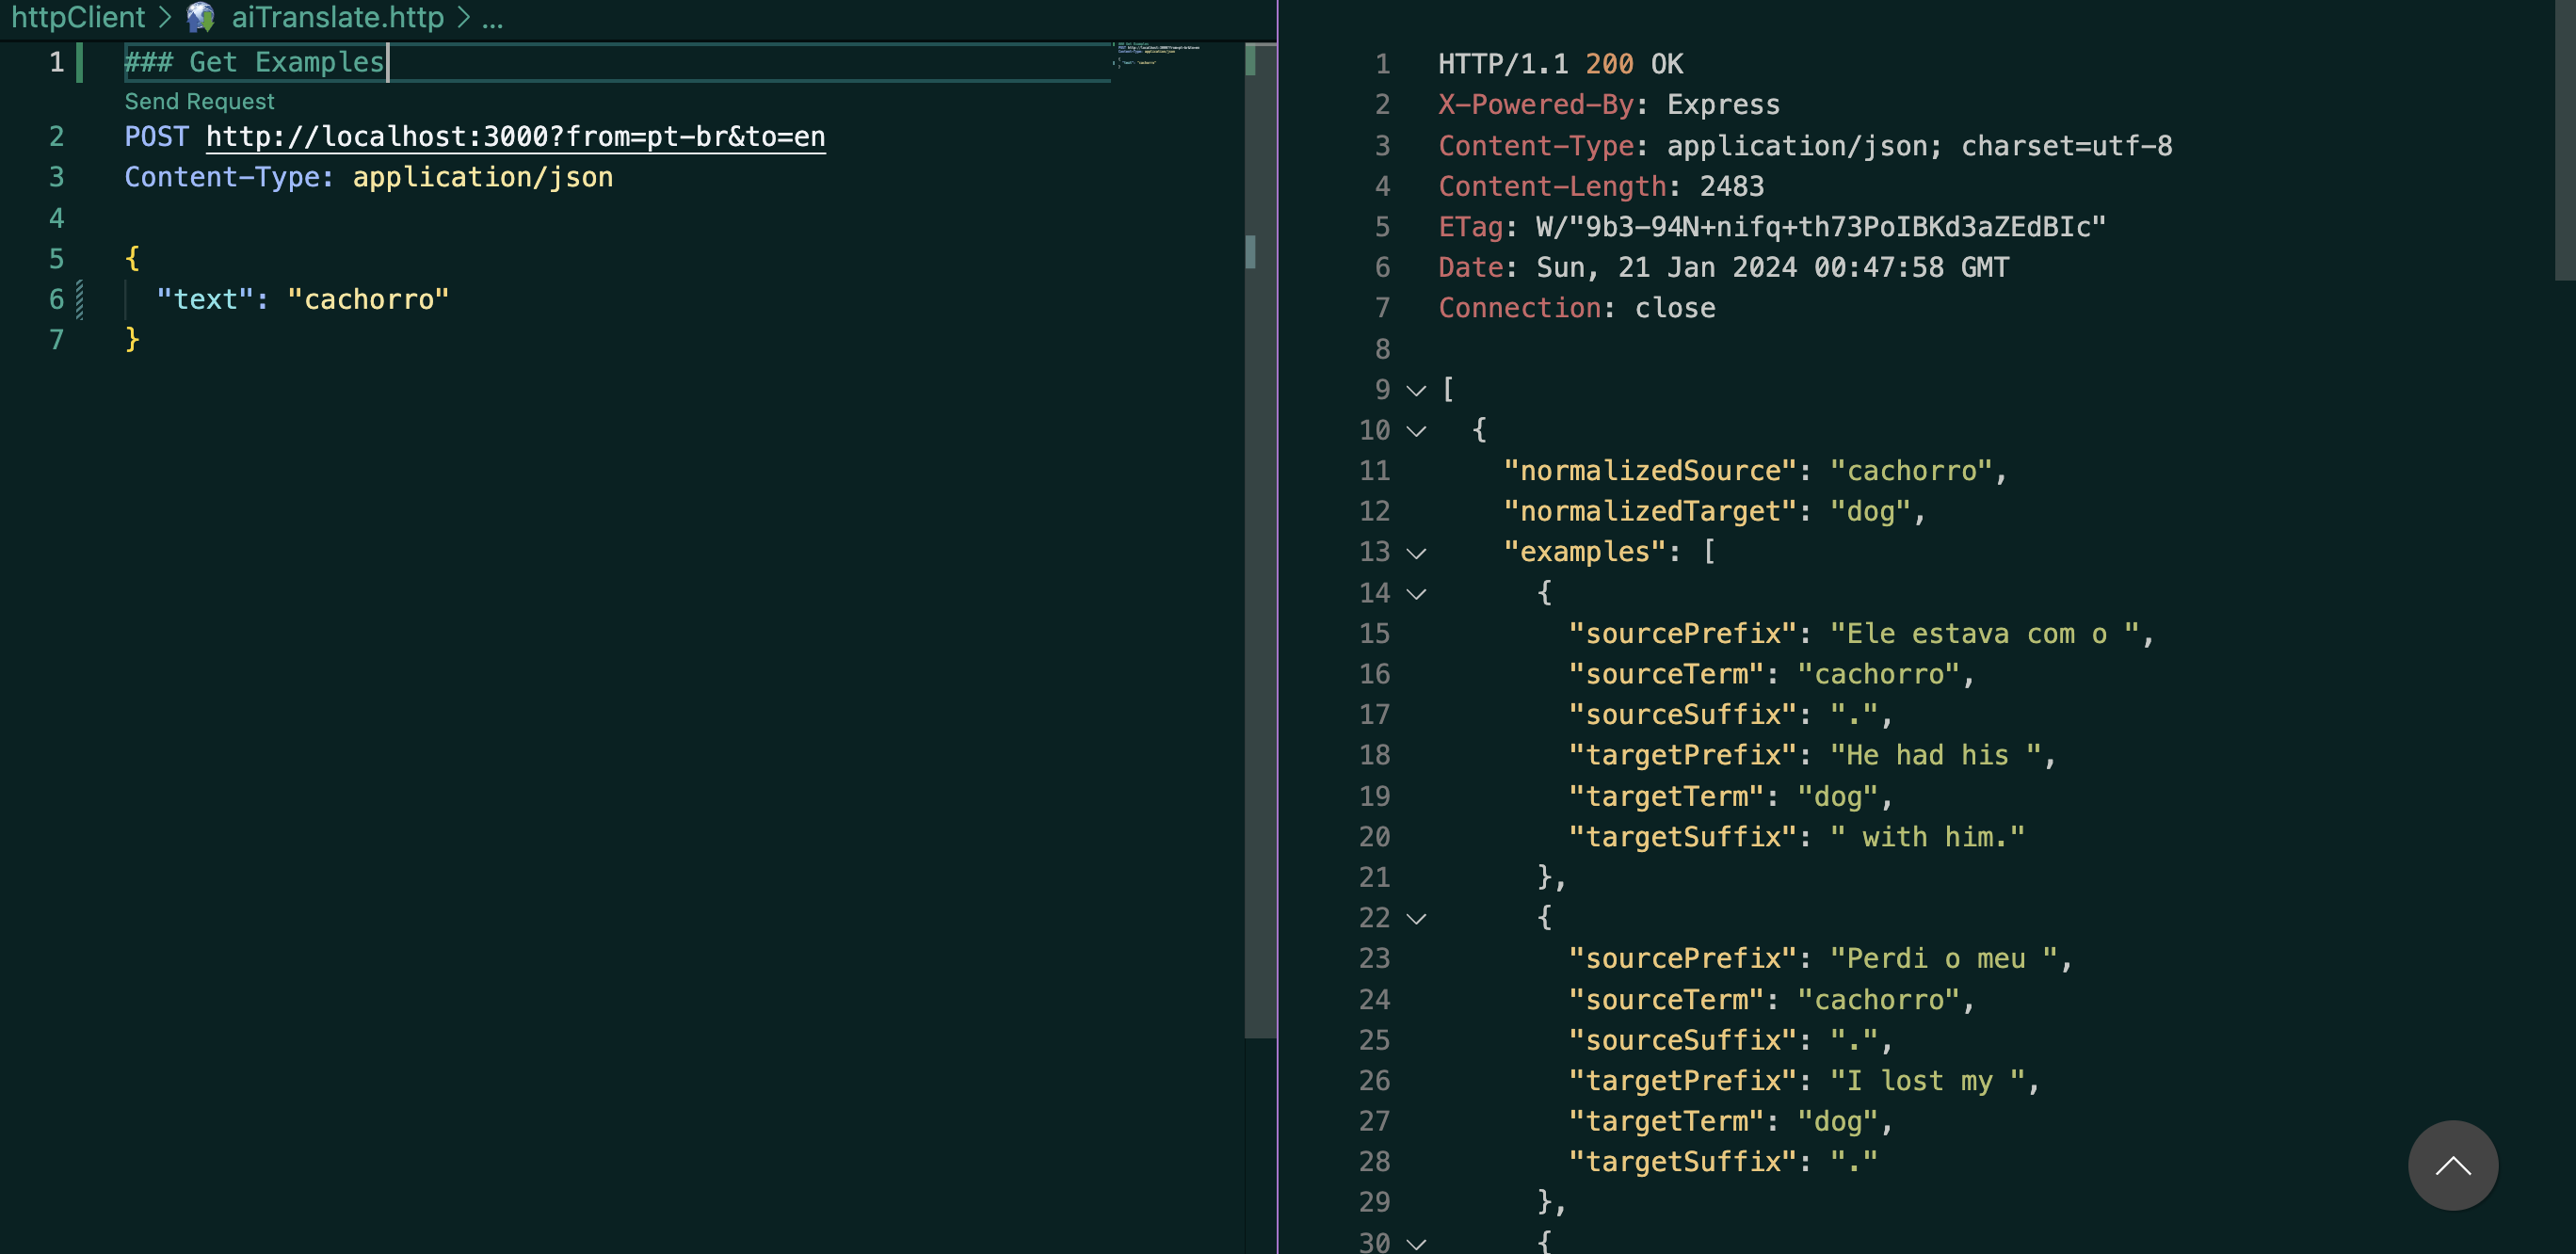 httpClient > aiTranslate.http > ...
1 ### Get Examples
Send Request
2 POST http://localhost:3000?from=pt-br&to=en
3 Content-Type: application/json
4
5 {
6 "text": "cachorro"
7 }
1 HTTP/1.1 200 OK
2 X-Powered-By: Express
3 Content-Type: application/json; charset=utf-8
4 Content-Length: 2483
5 ETag: W/"9b3-94N+nifq+th73PoIBKd3aZEdBIc"
6 Date: Sun, 21 Jan 2024 00:47:58 GMT
7 Connection: close
8
9 [
10 {
11 "normalizedSource": "cachorro",
12 "normalizedTarget": "dog",
13 "examples": [
14 {
15 "sourcePrefix": "Ele estava com o ",
16 "sourceTerm": "cachorro",
17 "sourceSuffix": ".",
18 "targetPrefix": "He had his ",
19 "targetTerm": "dog",
20 "targetSuffix": " with him."
21 },
22 {
23 "sourcePrefix": "Perdi o meu ",
24 "sourceTerm": "cachorro",
25 "sourceSuffix": ".",
26 "targetPrefix": "I lost my ",
27 "targetTerm": "dog",
28 "targetSuffix": "."
29 },
30 {